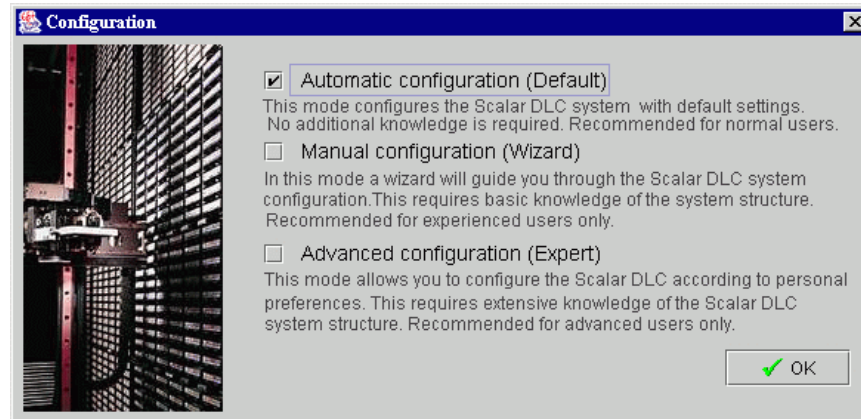 Configuration
Automatic configuration (Default)
This mode configures the Scalar DLC system with default settings.
No additional knowledge is required. Recommended for normal users.
Manual configuration (Wizard)
In this mode a wizard will guide you through the Scalar DLC system
configuration.This requires basic knowledge of the system structure.
Recommended for experienced users only.
Advanced configuration (Expert)
This mode allows you to configure the Scalar DLC according to personal
preferences. This requires extensive knowledge of the Scalar DLC
system structure. Recommended for advanced users only.
OK